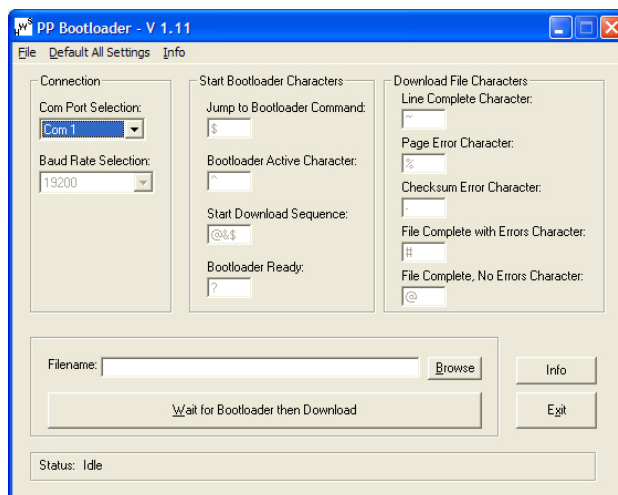 PP Bootloader - V 1.11
File Default All Settings Info
Connection
Com Port Selection:
Com 1
Baud Rate Selection:
19200
Start Bootloader Characters
Jump to Bootloader Command:
$
Bootloader Active Character:
^
Start Download Sequence:
@&$
Bootloader Ready:
?
Download File Characters
Line Complete Character:
~
Page Error Character:
%
Checksum Error Character:
-
File Complete with Errors Character:
#
File Complete, No Errors Character:
@
Filename:
Browse
Wait for Bootloader then Download
Info
Exit
Status: Idle